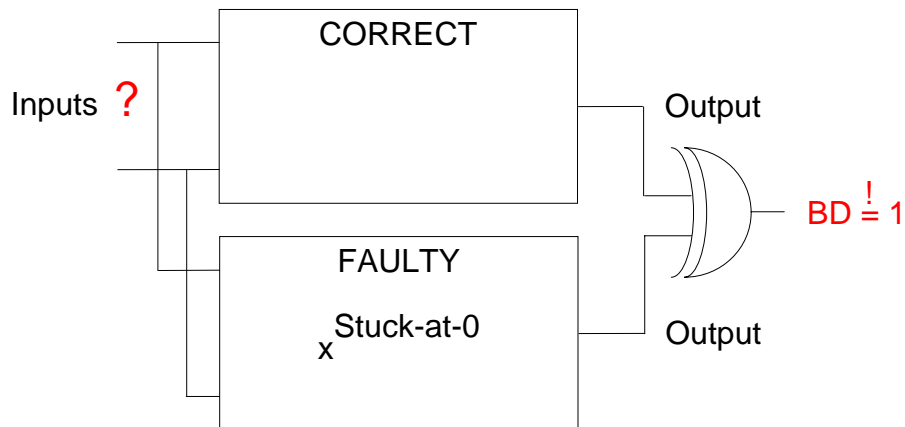 CORRECT
Inputs ?
Output
!
BD = 1
FAULTY
x Stuck-at-0
Output